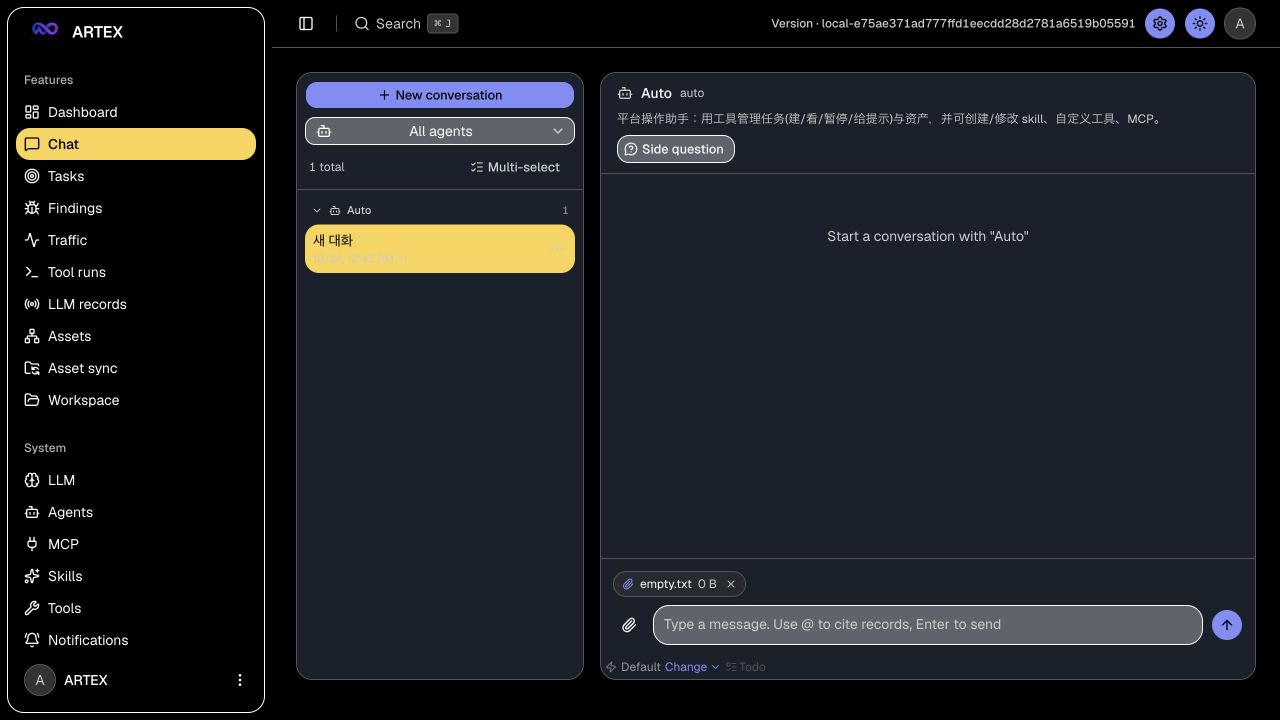 ARTEX
Features
Dashboard
Chat
Tasks
Findings
Traffic
Tool runs
LLM records
Assets
Asset sync
Workspace
System
LLM
Agents
MCP
Skills
Tools
Notifications
A ARTEX
Search ⌘ J
Version · local-e75ae371ad777ffd1eecdd28d2781a6519b05591
A
New conversation
All agents
1 total
Multi-select
Auto 1
새 대화
Auto auto
平台操作助手：用工具管理任务(建/看/暂停/给提示)与资产，并可创建/修改 skill、自定义工具、MCP。
Side question
Start a conversation with "Auto"
empty.txt 0 B
Type a message. Use @ to cite records, Enter to send
Default Change
Todo